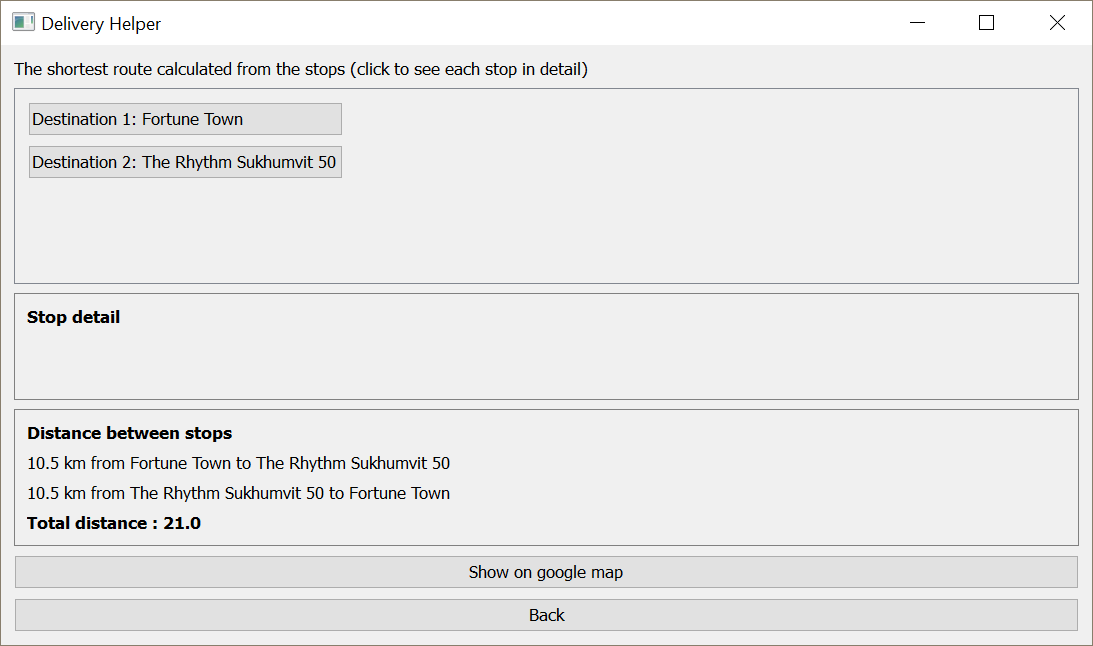 Delivery Helper
The shortest route calculated from the stops (click to see each stop in detail)
Destination 1: Fortune Town
Destination 2: The Rhythm Sukhumvit 50
Stop detail
Distance between stops
10.5 km from Fortune Town to The Rhythm Sukhumvit 50
10.5 km from The Rhythm Sukhumvit 50 to Fortune Town
Total distance : 21.0
Show on google map
Back